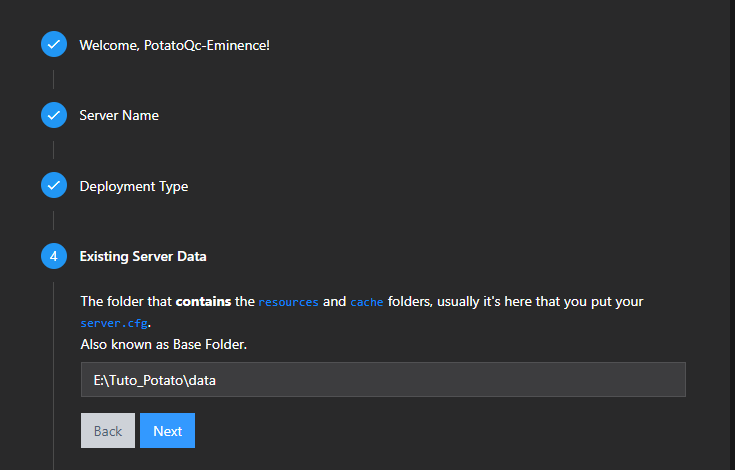 Welcome, PotatoQc-Eminence!
Server Name
Deployment Type
4 Existing Server Data
The folder that contains the resources and cache folders, usually it's here that you put your
server.cfg.
Also known as Base Folder.
E:\Tuto_Potato\data
Back Next